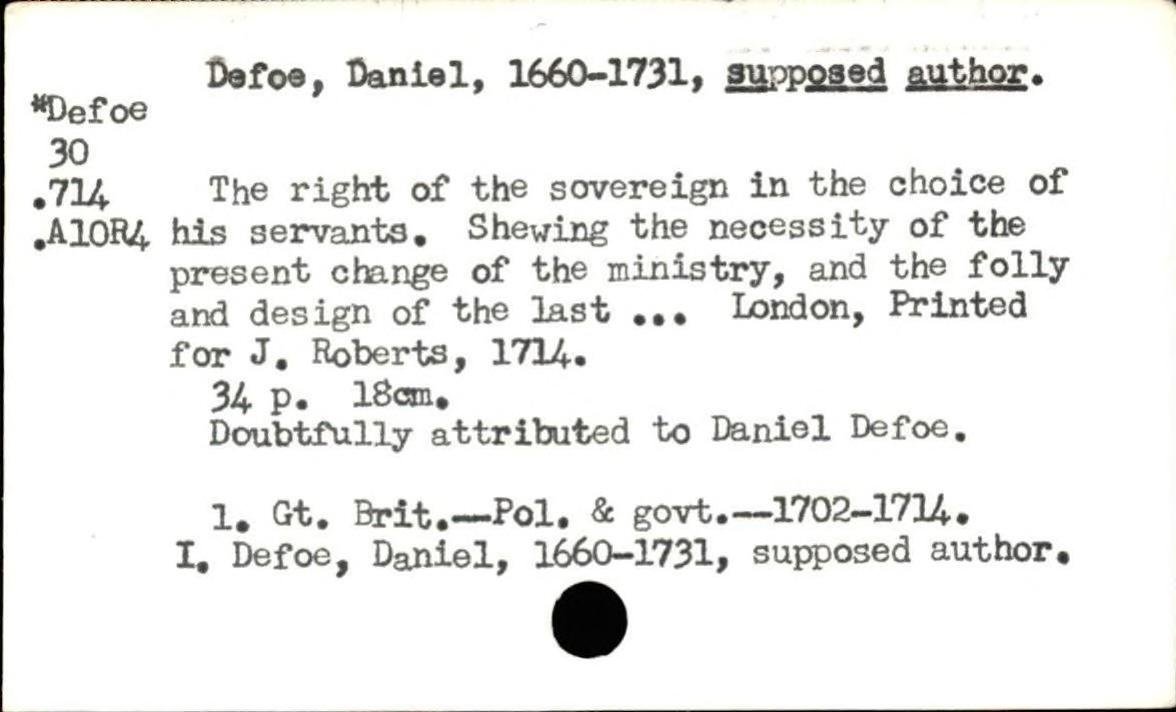 Defoe, Daniel, 1660-1731, supposed author.
*Defoe
30
.714 The right of the sovereign in the choice of
.A10R4 his servants. Shewing the necessity of the
present change of the ministry, and the folly
and design of the last ... London, Printed
for J. Roberts, 1714.
34 p. 18cm.
Doubtfully attributed to Daniel Defoe.
1. Gt. Brit.--Pol. & govt.--1702-1714.
I. Defoe, Daniel, 1660-1731, supposed author.